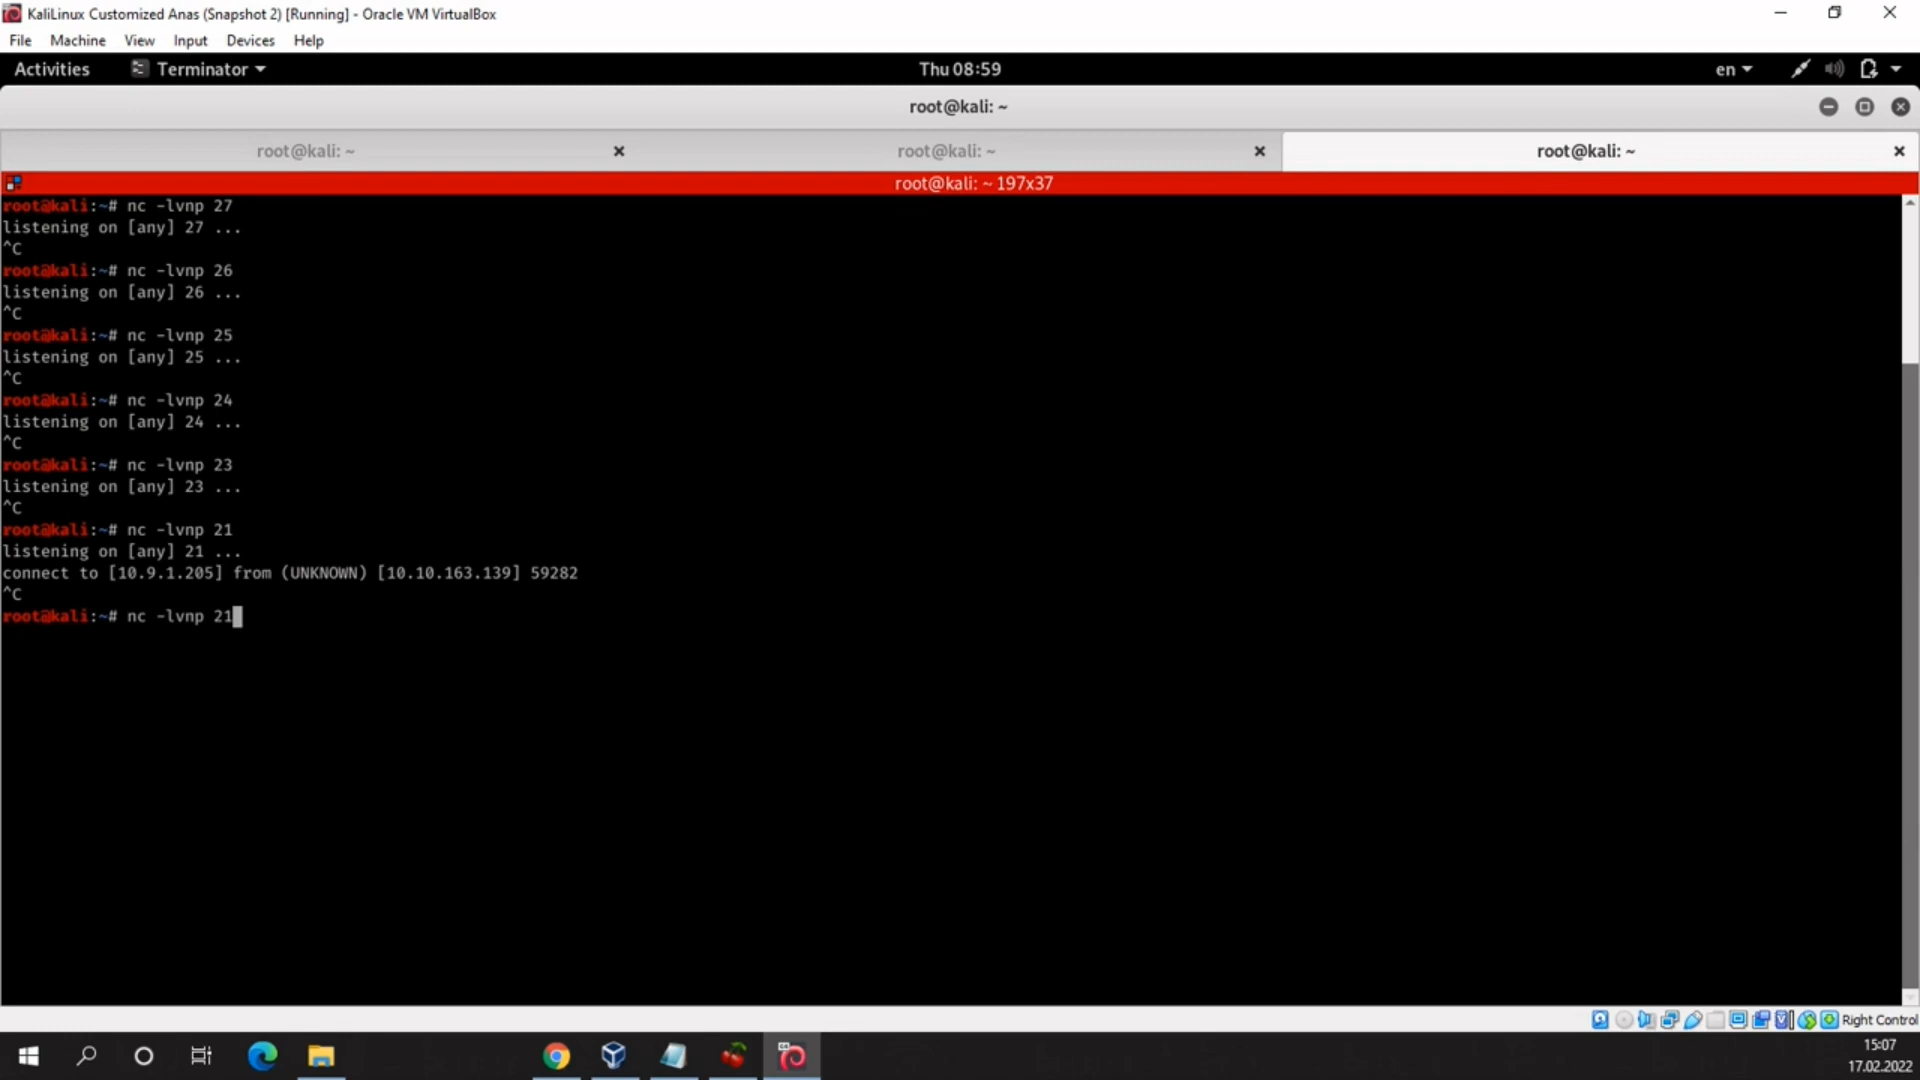 KaliLinux Customized Anas (Snapshot 2) [Running] - Oracle VM VirtualBox
File Machine View Input Devices Help
Activities Terminator Thu 08:59 en
root@kali: ~
root@kali: ~ root@kali: ~ root@kali: ~
root@kali: ~ 197x37
root@kali:~# nc -lvnp 27
listening on [any] 27 ...
^C
root@kali:~# nc -lvnp 26
listening on [any] 26 ...
^C
root@kali:~# nc -lvnp 25
listening on [any] 25 ...
^C
root@kali:~# nc -lvnp 24
listening on [any] 24 ...
^C
root@kali:~# nc -lvnp 23
listening on [any] 23 ...
^C
root@kali:~# nc -lvnp 21
listening on [any] 21 ...
connect to [10.9.1.205] from (UNKNOWN) [10.10.163.139] 59282
^C
root@kali:~# nc -lvnp 21
Right Control
15:07
17.02.2022